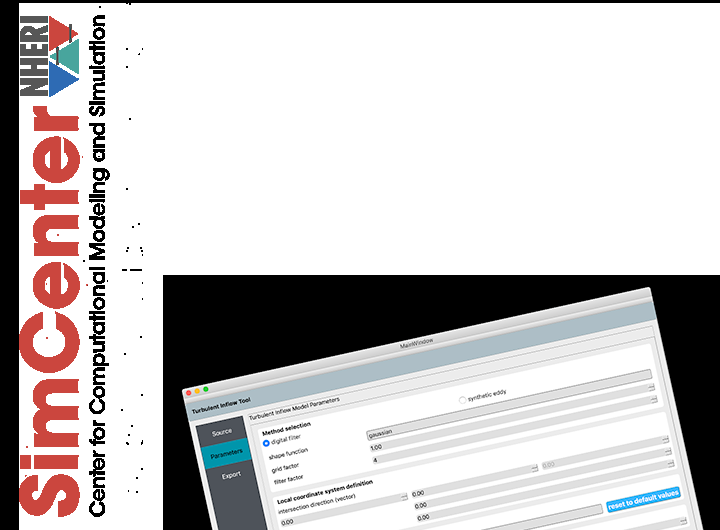 NHERI
SimCenter
Center for Computational Modeling and Simulation
MainWindow
Turbulent Inflow Tool
Source
Parameters
Export
Turbulent Inflow Model Parameters
Method selection
digital filter
synthetic eddy
shape function
gaussian
grid factor
1.00
filter factor
4
Local coordinate system definition
intersection direction (vector)
0.00
0.00
0.00
0.00
0.00
reset to default values